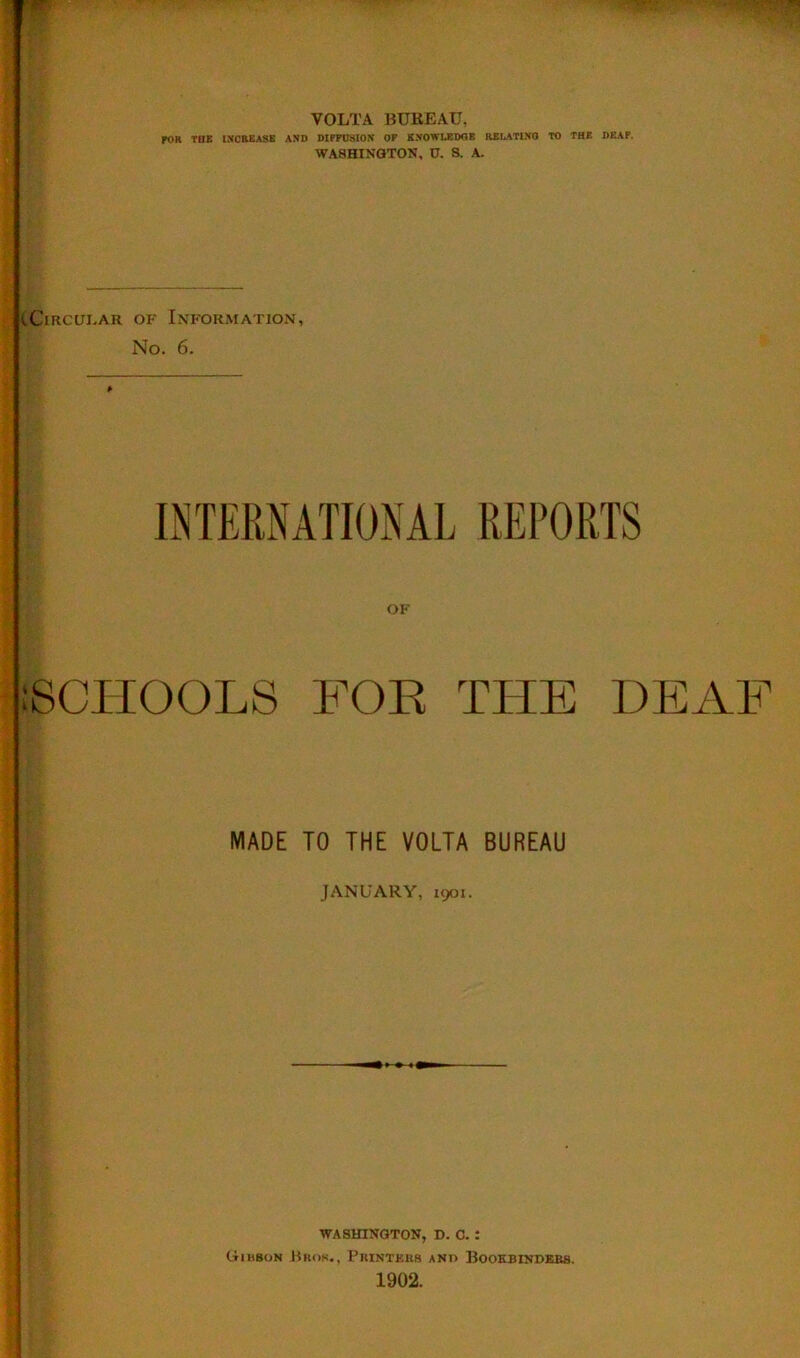 VOLTA BUREAU,
FOR THE INCREASE AND DIFFUSION OF KNOWLEDGE RELATING TO THE DEAF.
WASHINGTON, U. S. A.
CIRCULAR OF INFORMATION,
No. 6.
INTERNATIONAL REPORTS
OF
SCHOOLS FOR THE DEAF
MADE TO THE VOLTA BUREAU
JANUARY, 1901.
WASHINGTON, D. C. :
GIBSON BROS., PRINTERS AND BOOKBINDERS.
1902.